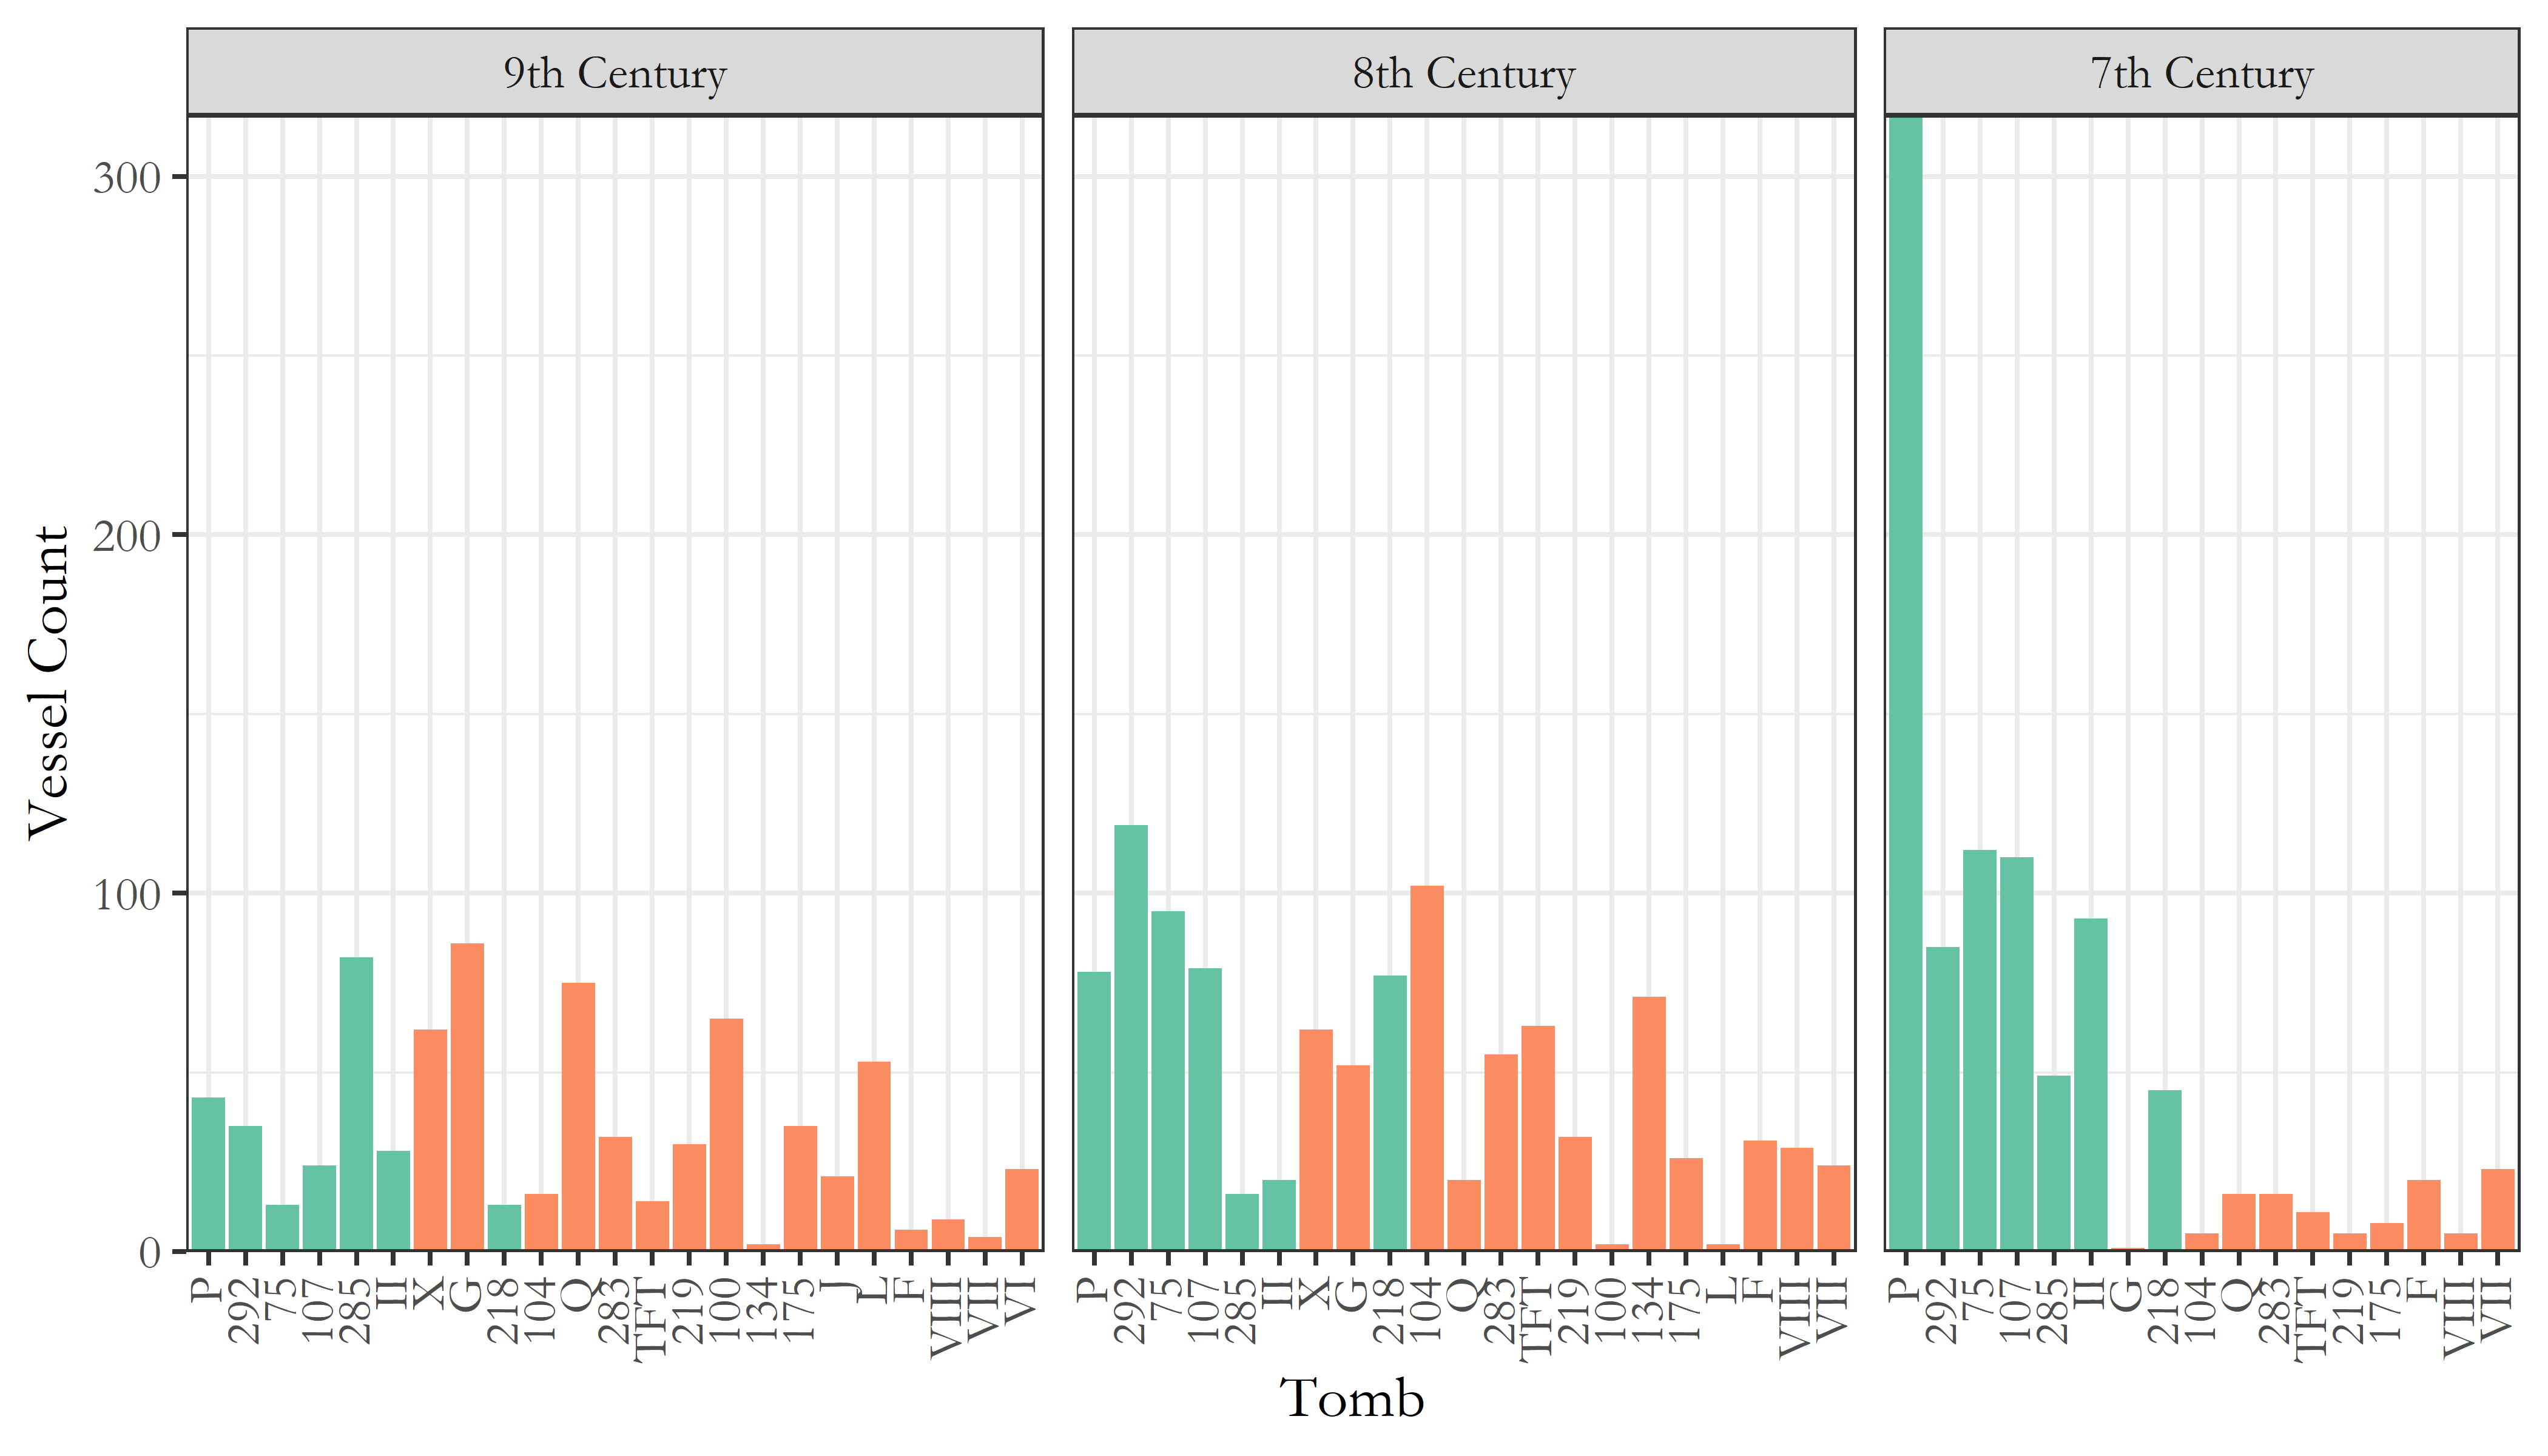 9th Century 8th Century 7th Century
300
200
100
0
Vessel Count
P 292 75 107 285 II X G 218 104 Q 283 TFT 219 100 134 175 J L F VIII VII VI
P 292 75 107 285 II X G 218 104 Q 283 TFT 219 100 134 175 L F VIII VII
P 292 75 107 285 II G 218 104 Q 283 TFT 219 175 F VIII VII
Tomb